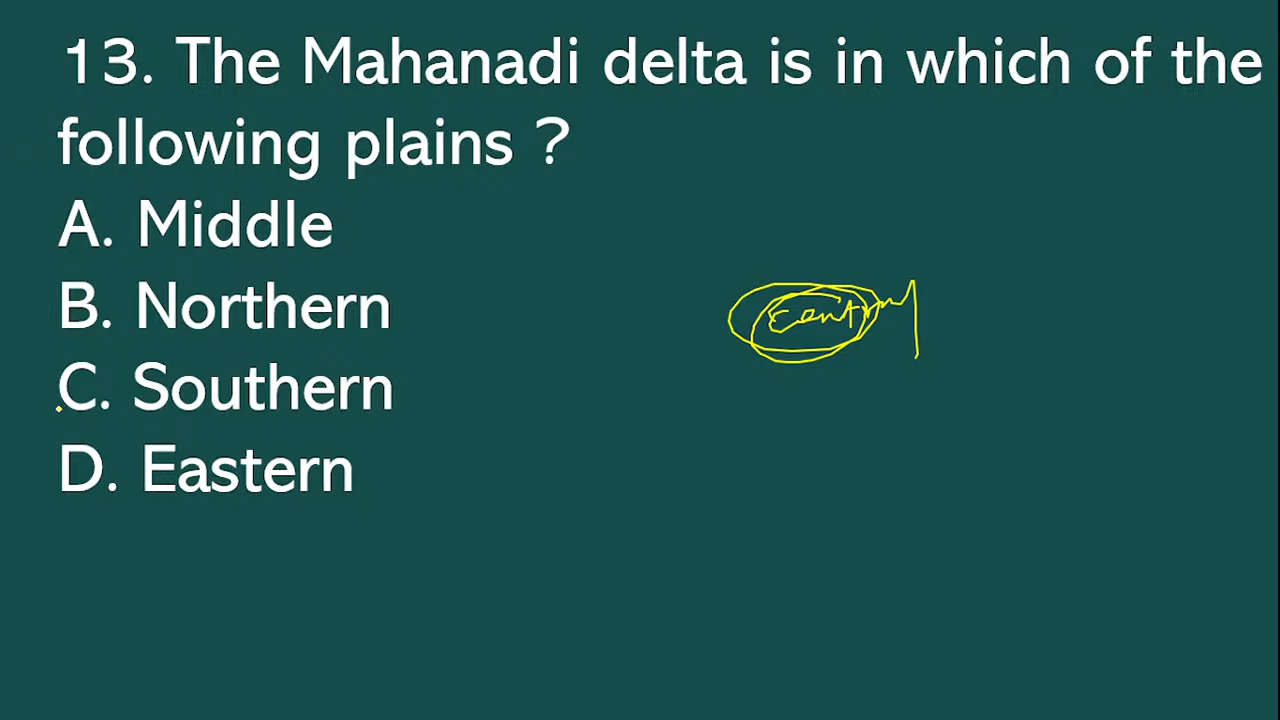 13. The Mahanadi delta is in which of the
following plains ?
A. Middle
B. Northern
C. Southern
D. Eastern